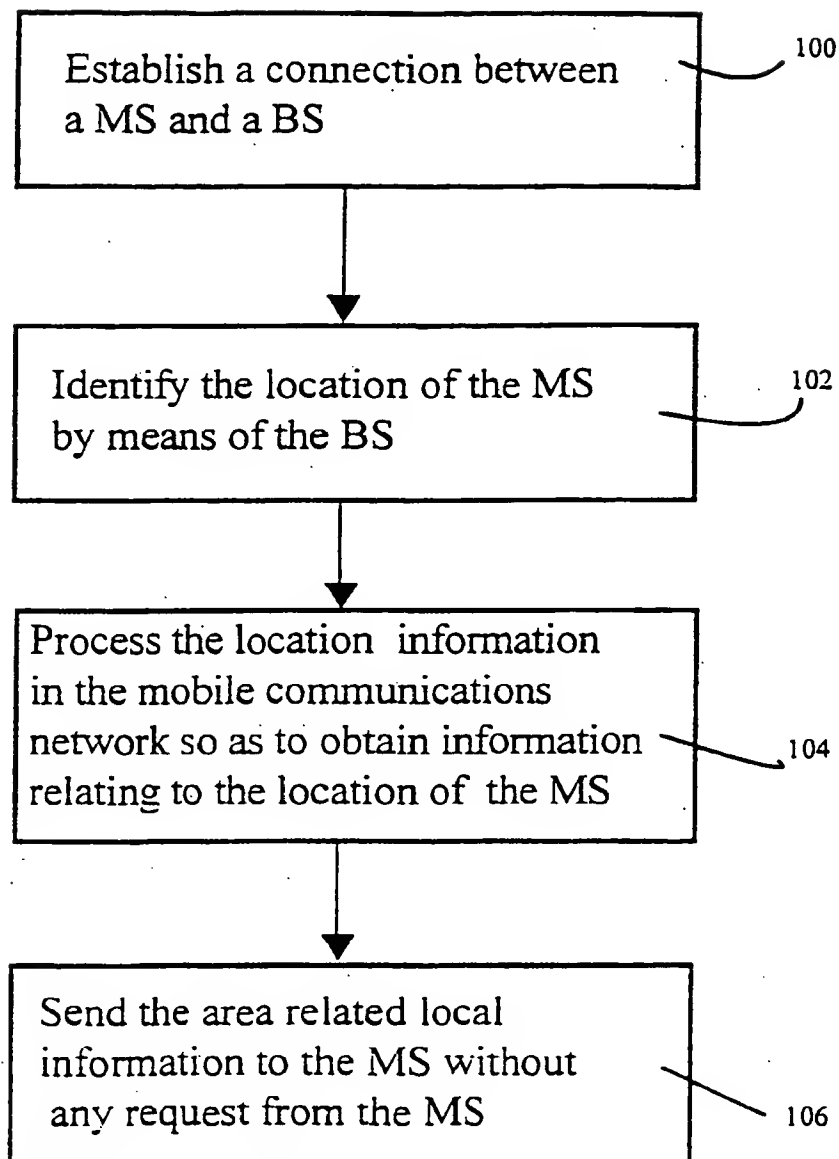 Establish a connection between
a MS and a BS
100
Identify the location of the MS
by means of the BS
102
Process the location information
in the mobile communications
network so as to obtain information
relating to the location of the MS
104
Send the area related local
information to the MS without
any request from the MS
106